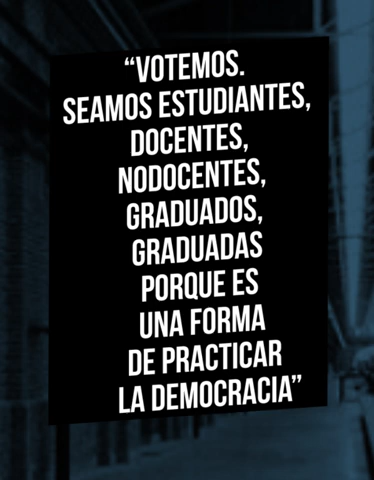 “VOTEMOS.
SEAMOS ESTUDIANTES,
DOCENTES,
NODOCENTES,
GRADUADOS,
GRADUADAS
PORQUE ES
UNA FORMA
DE PRACTICAR
LA DEMOCRACIA”